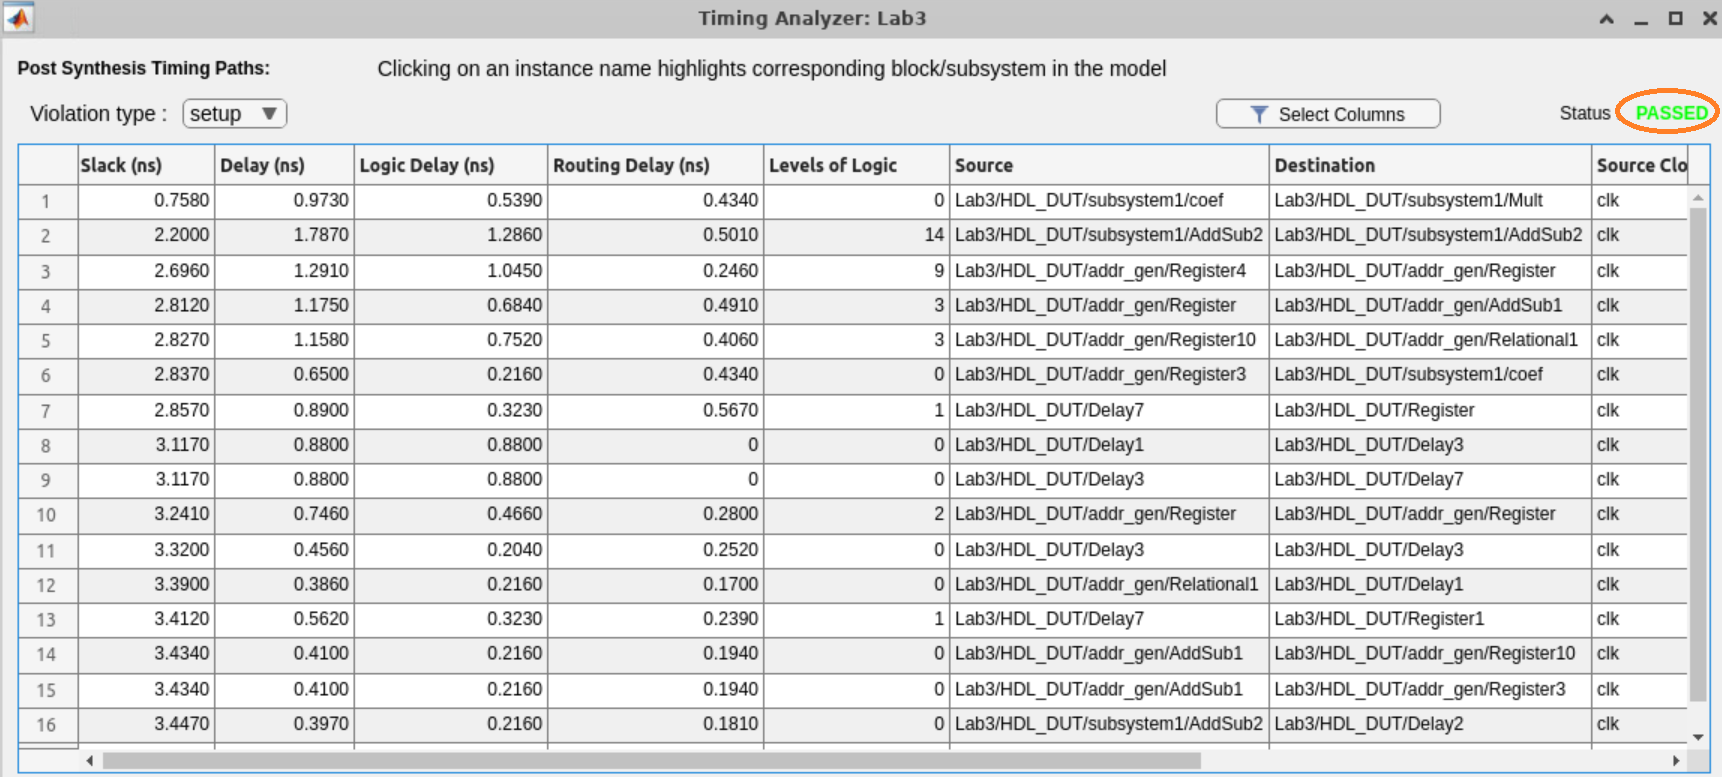 Timing Analyzer: Lab3
Post Synthesis Timing Paths: Clicking on an instance name highlights corresponding block/subsystem in the model
Violation type : setup Select Columns Status PASSED
Slack (ns) Delay (ns) Logic Delay (ns) Routing Delay (ns) Levels of Logic Source Destination Source Clo
1 0.7580 0.9730 0.5390 0.4340 0 Lab3/HDL_DUT/subsystem1/coef Lab3/HDL_DUT/subsystem1/Mult clk
2 2.2000 1.7870 1.2860 0.5010 14 Lab3/HDL_DUT/subsystem1/AddSub2 Lab3/HDL_DUT/subsystem1/AddSub2 clk
3 2.6960 1.2910 1.0450 0.2460 9 Lab3/HDL_DUT/addr_gen/Register4 Lab3/HDL_DUT/addr_gen/Register clk
4 2.8120 1.1750 0.6840 0.4910 3 Lab3/HDL_DUT/addr_gen/Register Lab3/HDL_DUT/addr_gen/AddSub1 clk
5 2.8270 1.1580 0.7520 0.4060 3 Lab3/HDL_DUT/addr_gen/Register10 Lab3/HDL_DUT/addr_gen/Relational1 clk
6 2.8370 0.6500 0.2160 0.4340 0 Lab3/HDL_DUT/addr_gen/Register3 Lab3/HDL_DUT/subsystem1/coef clk
7 2.8570 0.8900 0.3230 0.5670 1 Lab3/HDL_DUT/Delay7 Lab3/HDL_DUT/Register clk
8 3.1170 0.8800 0.8800 0 0 Lab3/HDL_DUT/Delay1 Lab3/HDL_DUT/Delay3 clk
9 3.1170 0.8800 0.8800 0 0 Lab3/HDL_DUT/Delay3 Lab3/HDL_DUT/Delay7 clk
10 3.2410 0.7460 0.4660 0.2800 2 Lab3/HDL_DUT/addr_gen/Register Lab3/HDL_DUT/addr_gen/Register clk
11 3.3200 0.4560 0.2040 0.2520 0 Lab3/HDL_DUT/Delay3 Lab3/HDL_DUT/Delay3 clk
12 3.3900 0.3860 0.2160 0.1700 0 Lab3/HDL_DUT/addr_gen/Relational1 Lab3/HDL_DUT/Delay1 clk
13 3.4120 0.5620 0.3230 0.2390 1 Lab3/HDL_DUT/Delay7 Lab3/HDL_DUT/Register1 clk
14 3.4340 0.4100 0.2160 0.1940 0 Lab3/HDL_DUT/addr_gen/AddSub1 Lab3/HDL_DUT/addr_gen/Register10 clk
15 3.4340 0.4100 0.2160 0.1940 0 Lab3/HDL_DUT/addr_gen/AddSub1 Lab3/HDL_DUT/addr_gen/Register3 clk
16 3.4470 0.3970 0.2160 0.1810 0 Lab3/HDL_DUT/subsystem1/AddSub2 Lab3/HDL_DUT/Delay2 clk